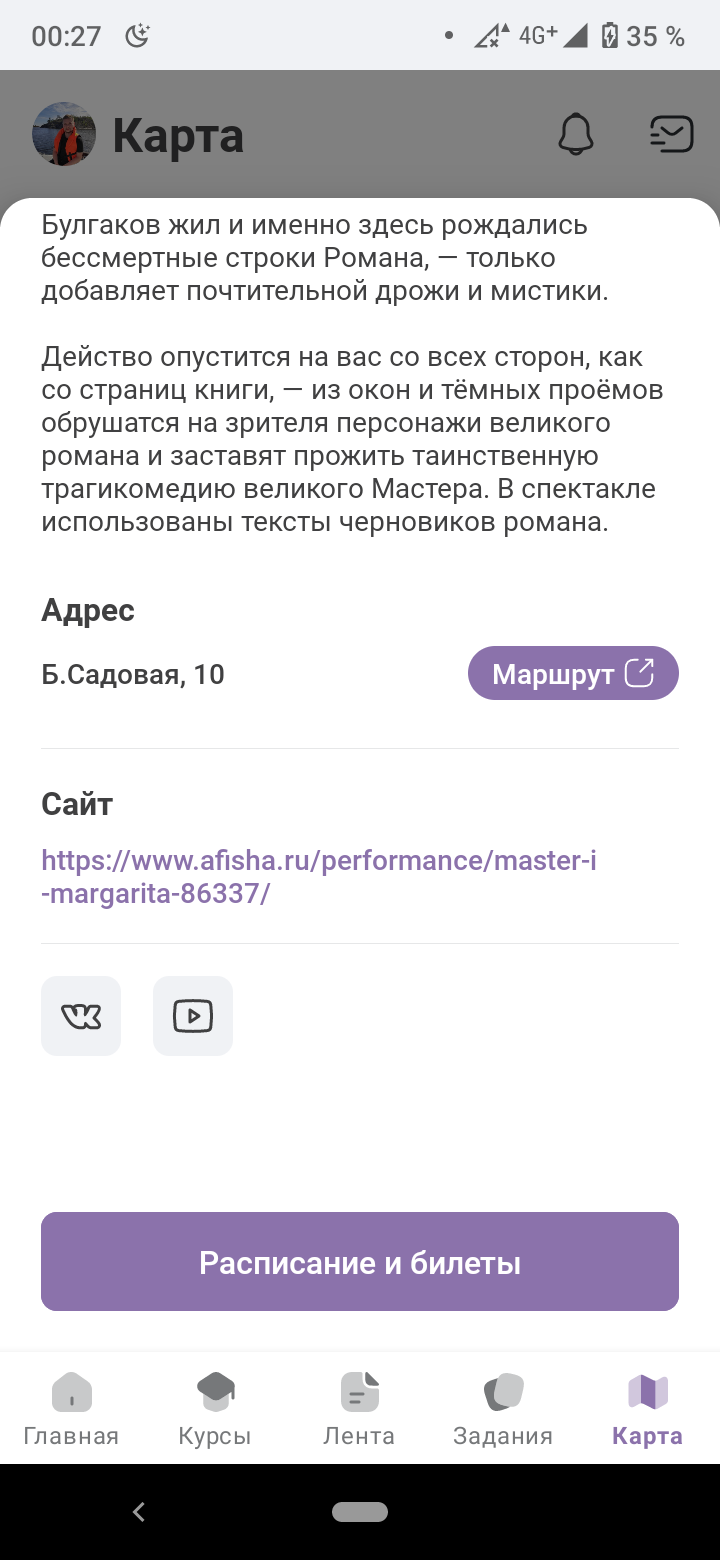 00:27
4G+
35 %
Карта
Булгаков жил и именно здесь рождались
бессмертные строки Романа, — только
добавляет почтительной дрожи и мистики.
Действо опустится на вас со всех сторон, как
со страниц книги, — из окон и тёмных проёмов
обрушатся на зрителя персонажи великого
романа и заставят прожить таинственную
трагикомедию великого Мастера. В спектакле
использованы тексты черновиков романа.
Адрес
Б.Садовая, 10
Маршрут
Сайт
https://www.afisha.ru/performance/master-i
-margarita-86337/
Расписание и билеты
Главная
Курсы
Лента
Задания
Карта